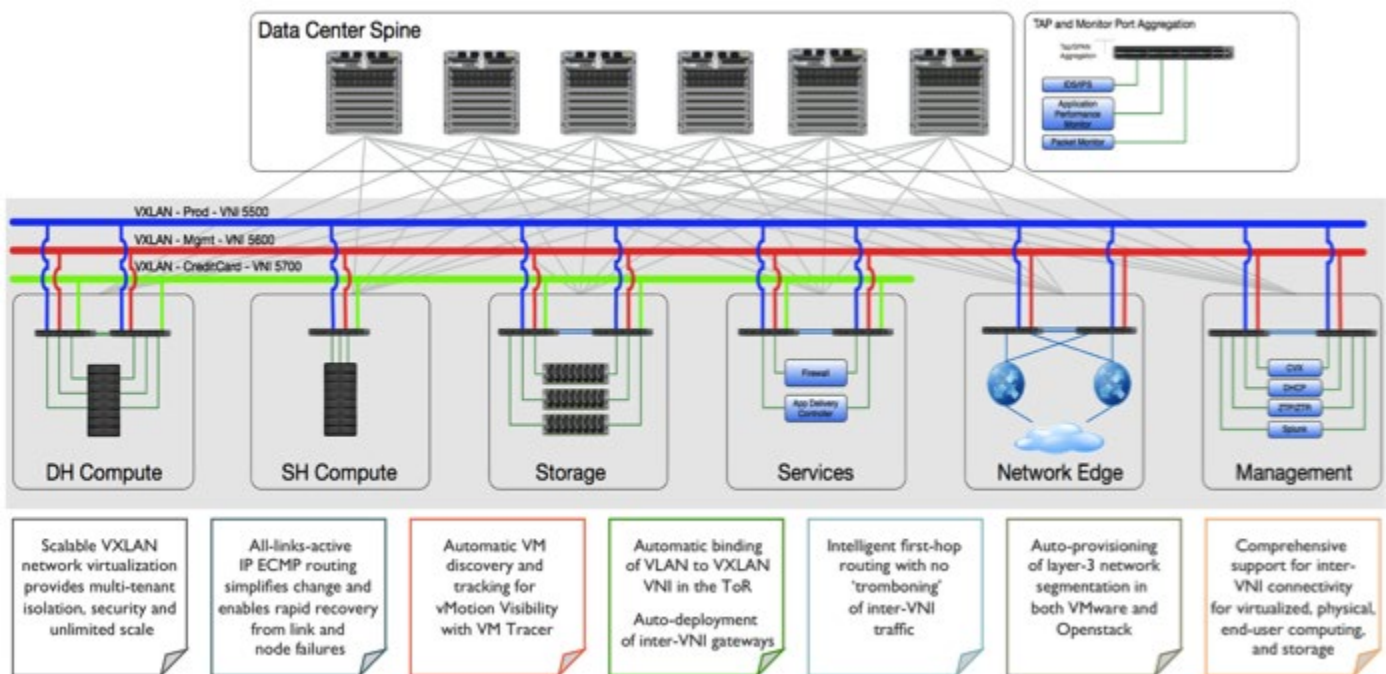 Data Center Spine
TAP and Monitor Port Aggregation
Tap/SPAN
Aggregation
IDS/IPS
Application
Performance
Monitor
Packet Monitor
VXLAN - Prod - VNI 5500
VXLAN - Mgmt - VNI 5600
VXLAN - CreditCard - VNI 5700
Firewall
App Delivery
Controller
CVX
DHCP
ZTP/ZTR
Splunk
DH Compute
SH Compute
Storage
Services
Network Edge
Management
Scalable VXLAN
network virtualization
provides multi-tenant
isolation, security and
unlimited scale
All-links-active
IP ECMP routing
simplifies change and
enables rapid recovery
from link and
node failures
Automatic VM
discovery and
tracking for
vMotion Visibility
with VM Tracer
Automatic binding
of VLAN to VXLAN
VNI in the ToR
Auto-deployment
of inter-VNI gateways
Intelligent first-hop
routing with no
'tromboning'
of inter-VNI
traffic
Auto-provisioning
of layer-3 network
segmentation in
both VMware and
Openstack
Comprehensive
support for inter-
VNI connectivity
for virtualized, physical,
end-user computing,
and storage